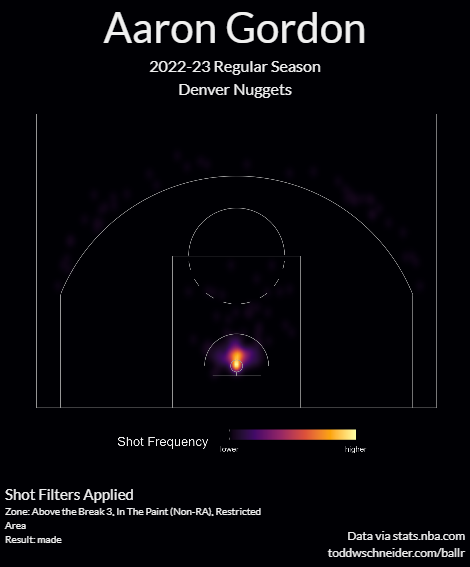 Aaron Gordon
2022-23 Regular Season
Denver Nuggets
Shot Frequency
lower
higher
Shot Filters Applied
Zone: Above the Break 3, In The Paint (Non-RA), Restricted
Area
Result: made
Data via stats.nba.com
toddwschneider.com/ballr